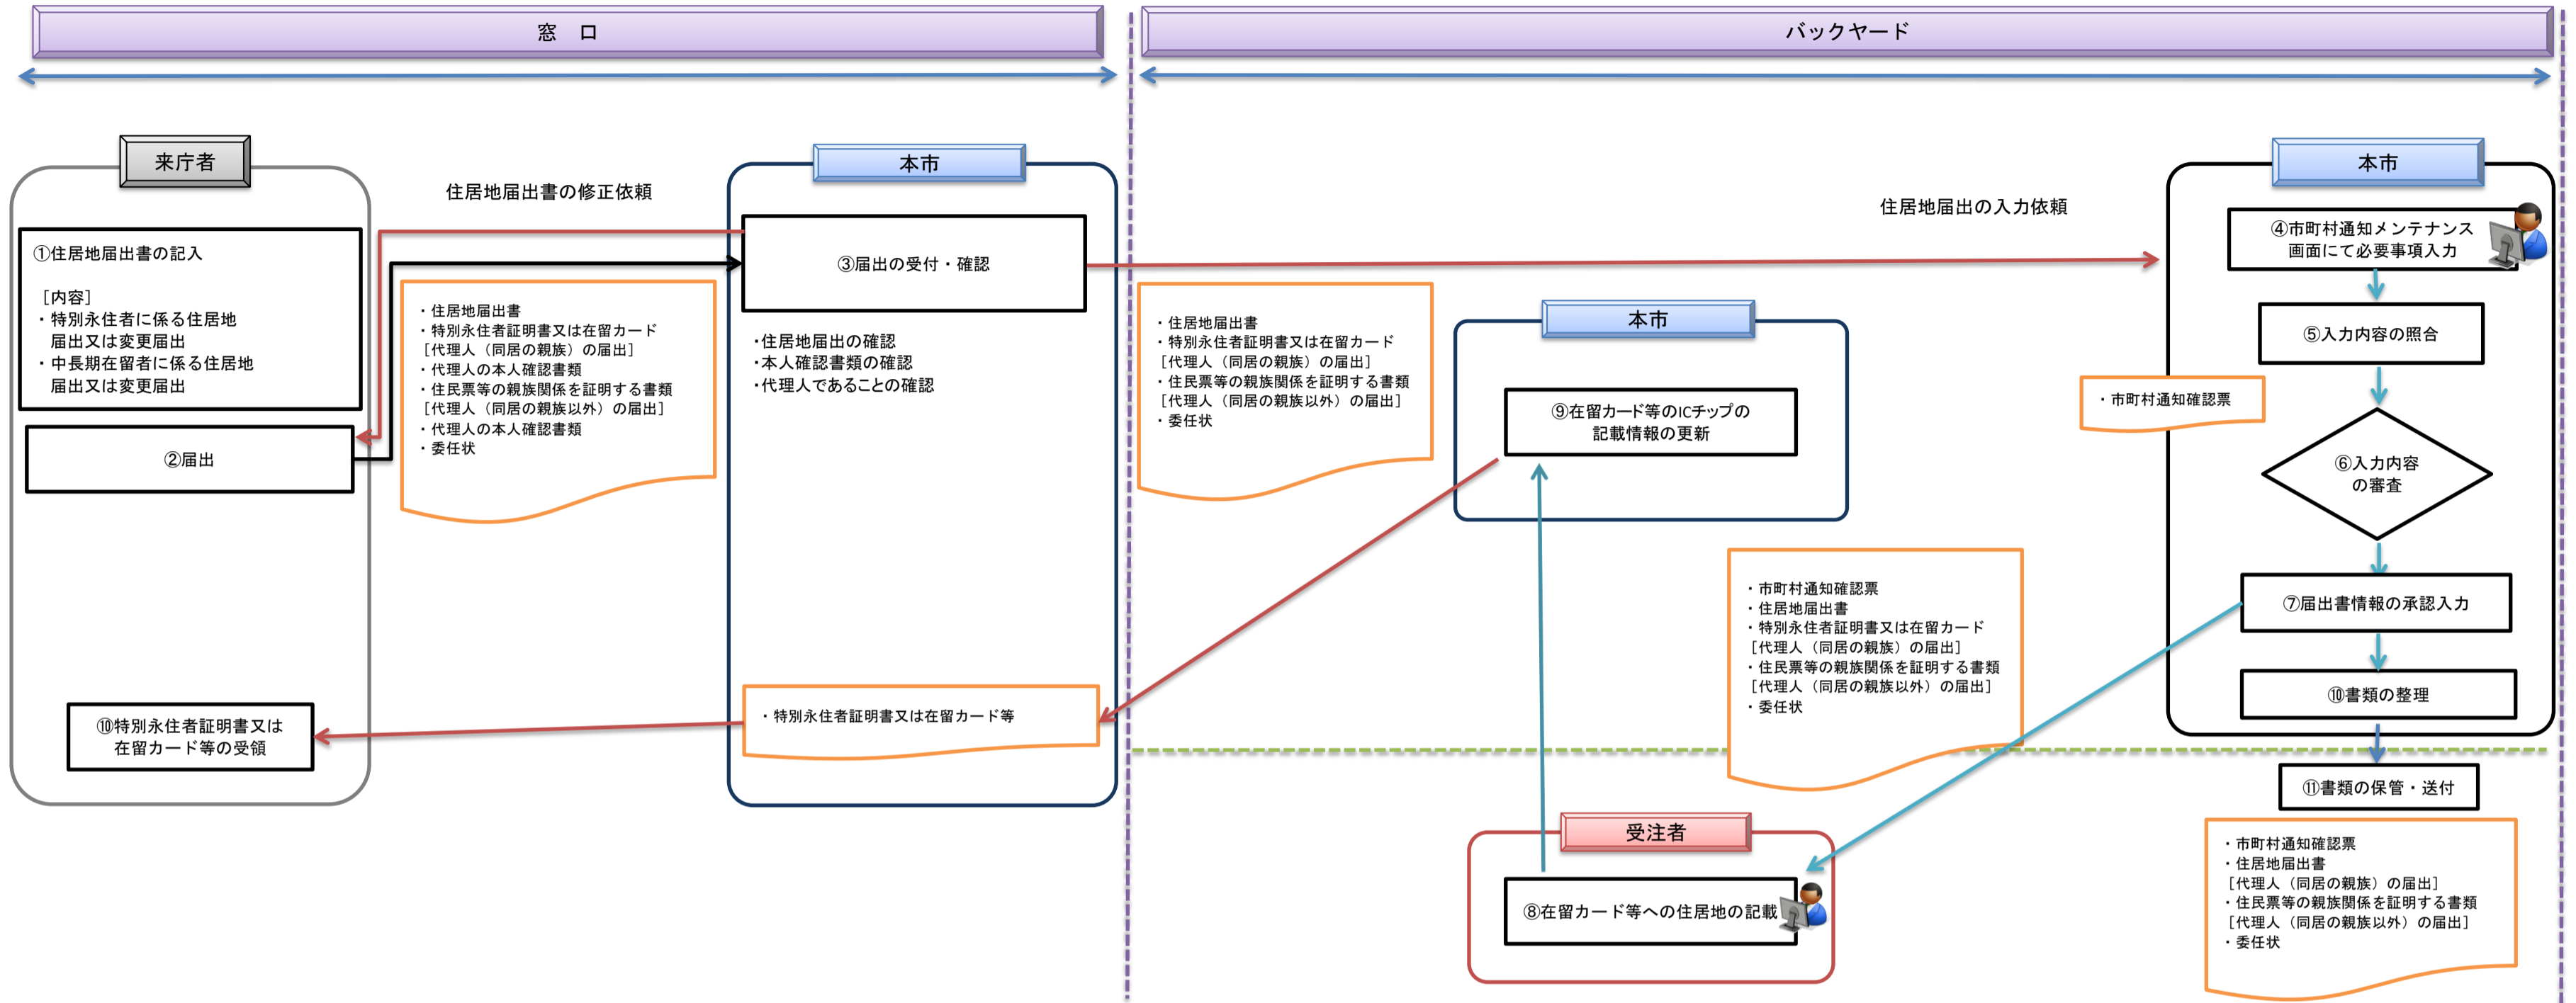 窓　口
バックヤード
来庁者
①住居地届出書の記入
［内容］
・特別永住者に係る住居地
届出又は変更届出
・中長期在留者に係る住居地
届出又は変更届出
②届出
⑩特別永住者証明書又は
在留カード等の受領
住居地届出書の修正依頼
・住居地届出書
・特別永住者証明書又は在留カード
［代理人（同居の親族）の届出］
・代理人の本人確認書類
・住民票等の親族関係を証明する書類
［代理人（同居の親族以外）の届出］
・代理人の本人確認書類
・委任状
本市
③届出の受付・確認
・住居地届出の確認
・本人確認書類の確認
・代理人であることの確認
・特別永住者証明書又は在留カード等
住居地届出の入力依頼
・住居地届出書
・特別永住者証明書又は在留カード
［代理人（同居の親族）の届出］
・住民票等の親族関係を証明する書類
［代理人（同居の親族以外）の届出］
・委任状
本市
⑨在留カード等のICチップの
記載情報の更新
・市町村通知確認票
・住居地届出書
・特別永住者証明書又は在留カード
［代理人（同居の親族）の届出］
・住民票等の親族関係を証明する書類
［代理人（同居の親族以外）の届出］
・委任状
受注者
⑧在留カード等への住居地の記載
本市
④市町村通知メンテナンス
画面にて必要事項入力
⑤入力内容の照合
・市町村通知確認票
⑥入力内容
の審査
⑦届出書情報の承認入力
⑩書類の整理
⑪書類の保管・送付
・市町村通知確認票
・住居地届出書
［代理人（同居の親族）の届出］
・住民票等の親族関係を証明する書類
［代理人（同居の親族以外）の届出］
・委任状